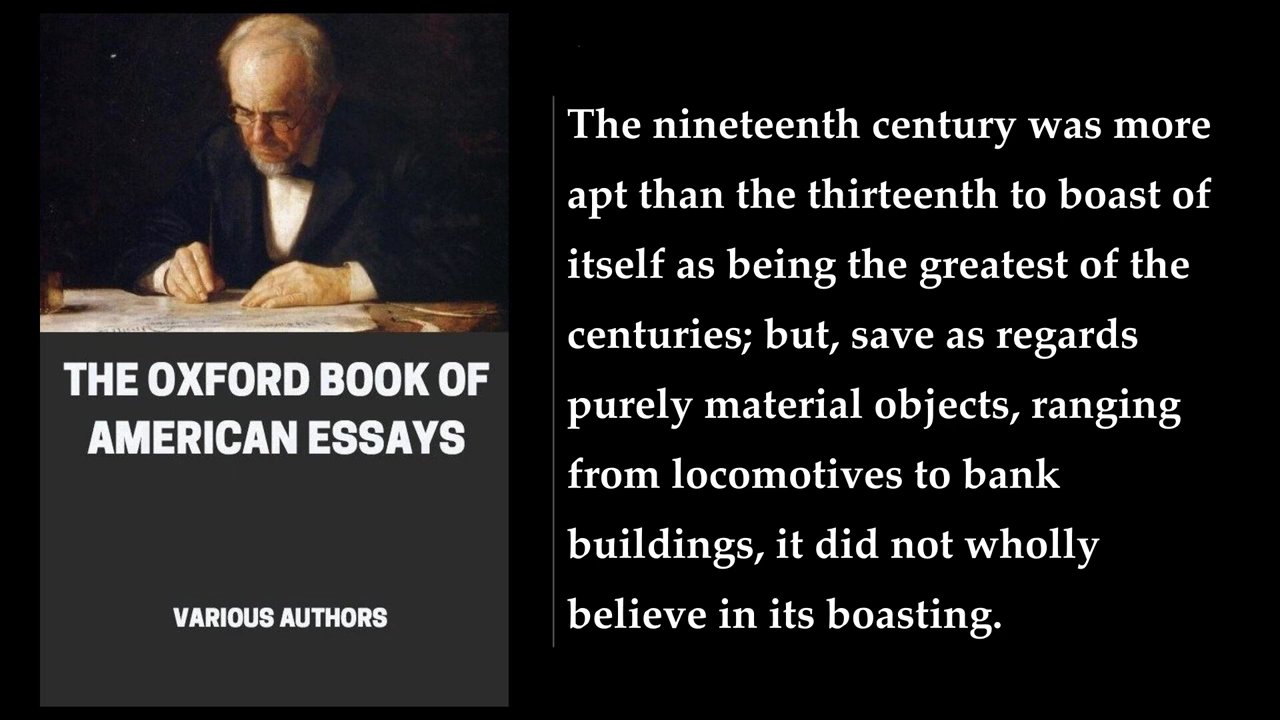 THE OXFORD BOOK OF
AMERICAN ESSAYS
VARIOUS AUTHORS
The nineteenth century was more
apt than the thirteenth to boast of
itself as being the greatest of the
centuries; but, save as regards
purely material objects, ranging
from locomotives to bank
buildings, it did not wholly
believe in its boasting.